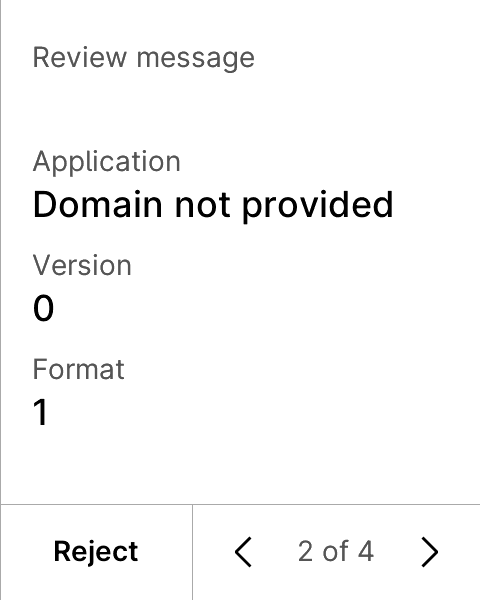 Review message
Application
Domain not provided
Version
0
Format
1
Reject
2 of 4